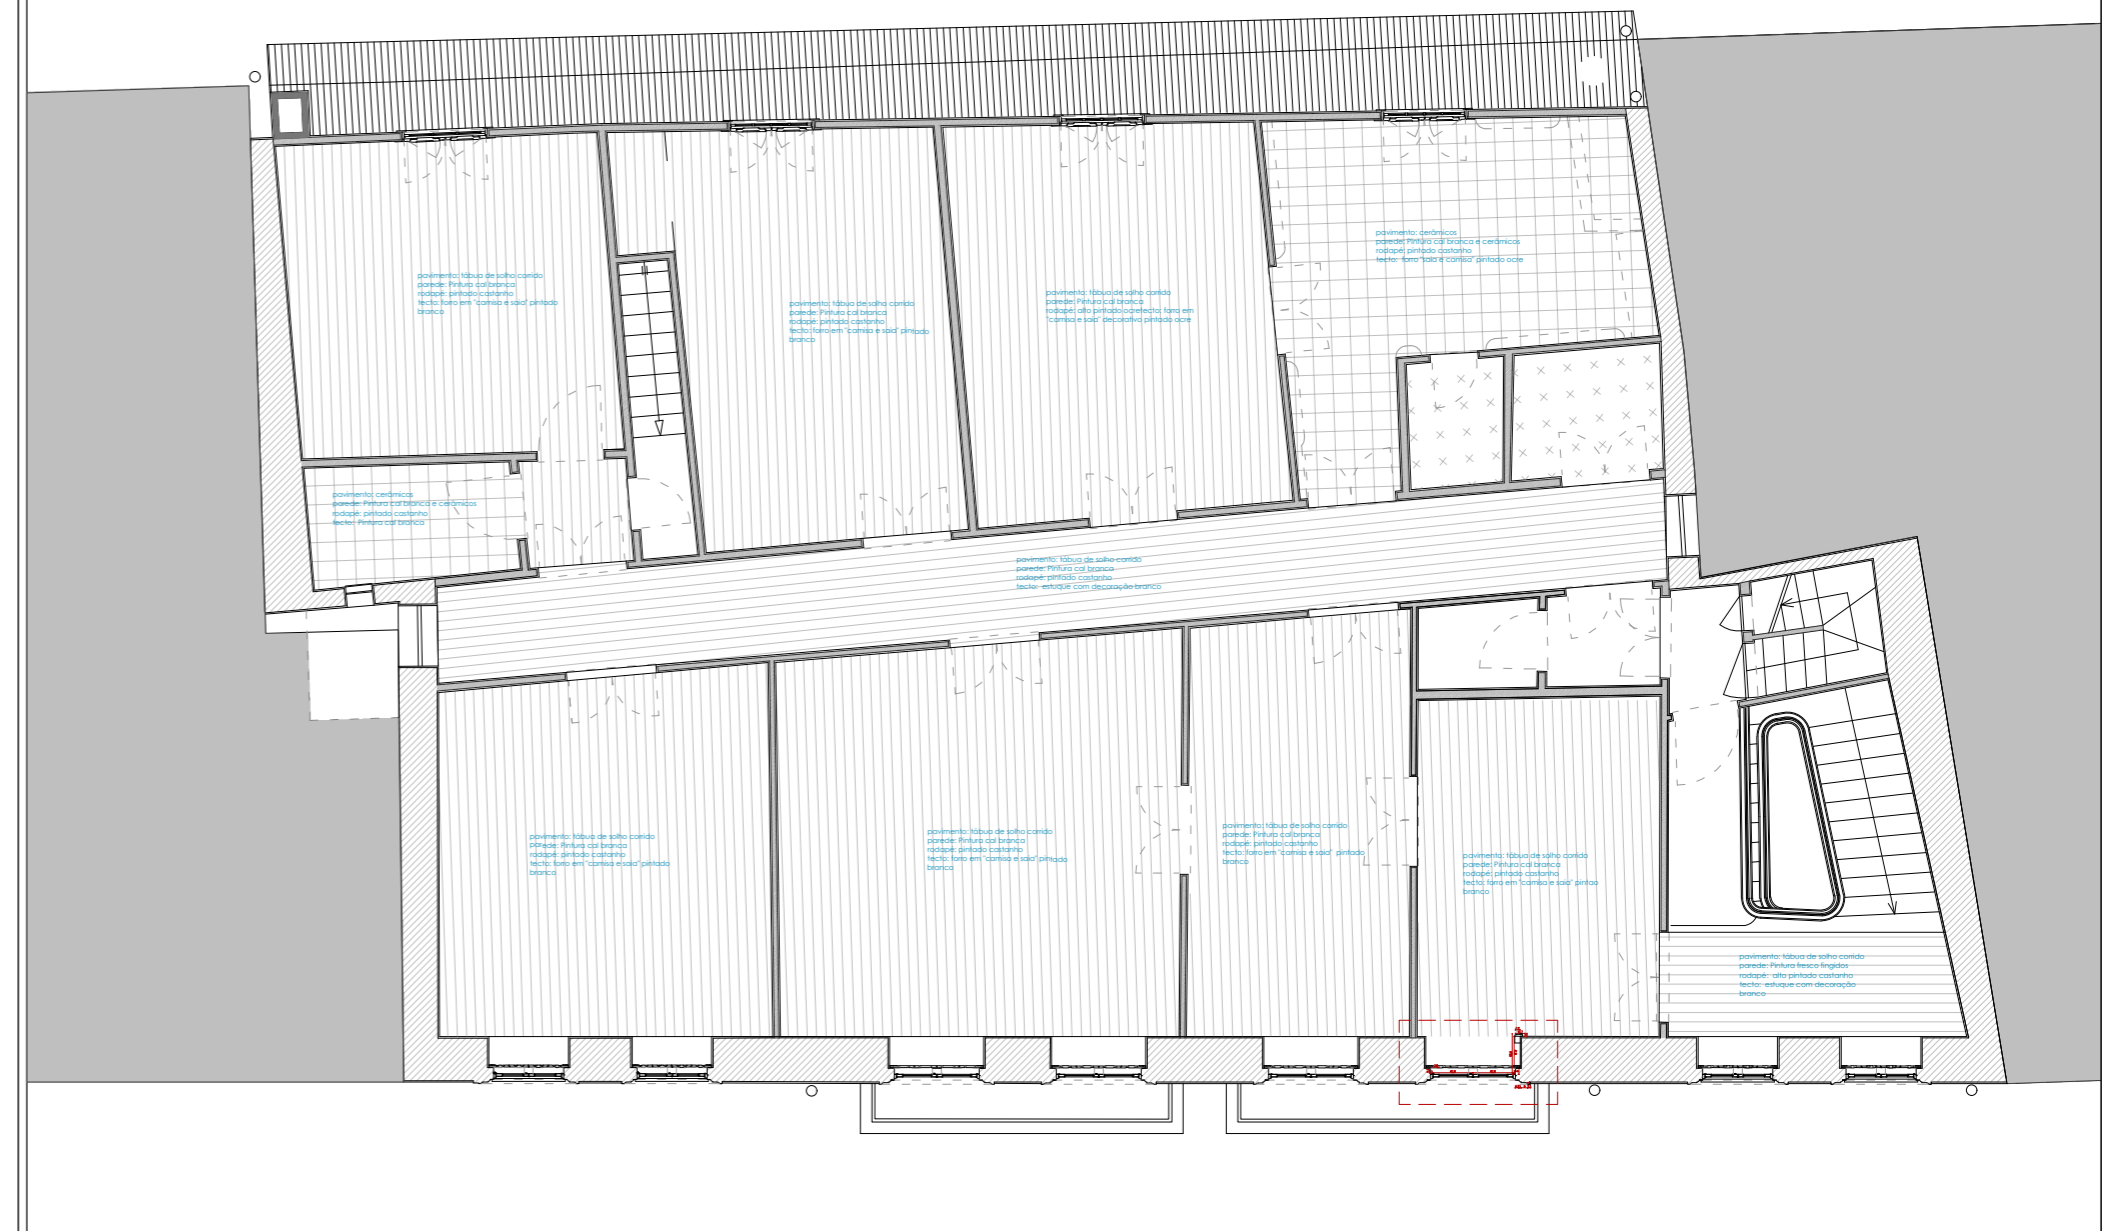 pavimento: cerâmicos
parede: Pintura cal branca e cerâmicos
rodapé: pintado castanho
tecto: forro "saia e camisa" pintado ocre
pavimento: tábua de solho corrido
parede: Pintura cal branca
rodapé: pintado castanho
tecto: forro em "camisa e saia" pintado
branco
pavimento: tábua de solho corrido
parede: Pintura cal branca
rodapé: pintado castanho
tecto: forro em "camisa e saia" pintado
branco
pavimento: tábua de solho corrido
parede: Pintura cal branca
rodapé: alto pintado ocretecto: forro em
"camisa e saia" decorativo pintado ocre
pavimento: cerâmicos
parede: Pintura cal branca e cerâmicos
rodapé: pintado castanho
tecto: Pintura cal branca
pavimento: tábua de solho corrido
parede: Pintura cal branca
rodapé: pintado castanho
tecto: estuque com decoração branco
pavimento: tábua de solho corrido
parede: Pintura cal branca
rodapé: pintado castanho
tecto: forro em "camisa e saia" pintado
branco
pavimento: tábua de solho corrido
parede: Pintura cal branca
rodapé: pintado castanho
tecto: forro em "camisa e saia" pintado
branco
pavimento: tábua de solho corrido
parede: Pintura cal branca
rodapé: pintado castanho
tecto: forro em "camisa e saia" pintado
branco
pavimento: tábua de solho corrido
parede: Pintura cal branca
rodapé: pintado castanho
tecto: forro em "camisa e saia" pintao
branco
pavimento: tábua de solho corrido
parede: Pintura fresco fingidos
rodapé: alto pintado castanho
tecto: estuque com decoração
branco